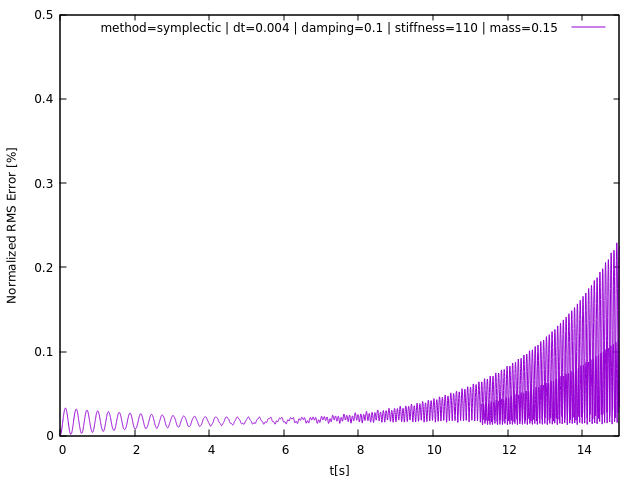 method=symplectic | dt=0.004 | damping=0.1 | stiffness=110 | mass=0.15
Normalized RMS Error [%]
0.5
0.4
0.3
0.2
0.1
0
0 2 4 6 8 10 12 14
t[s]